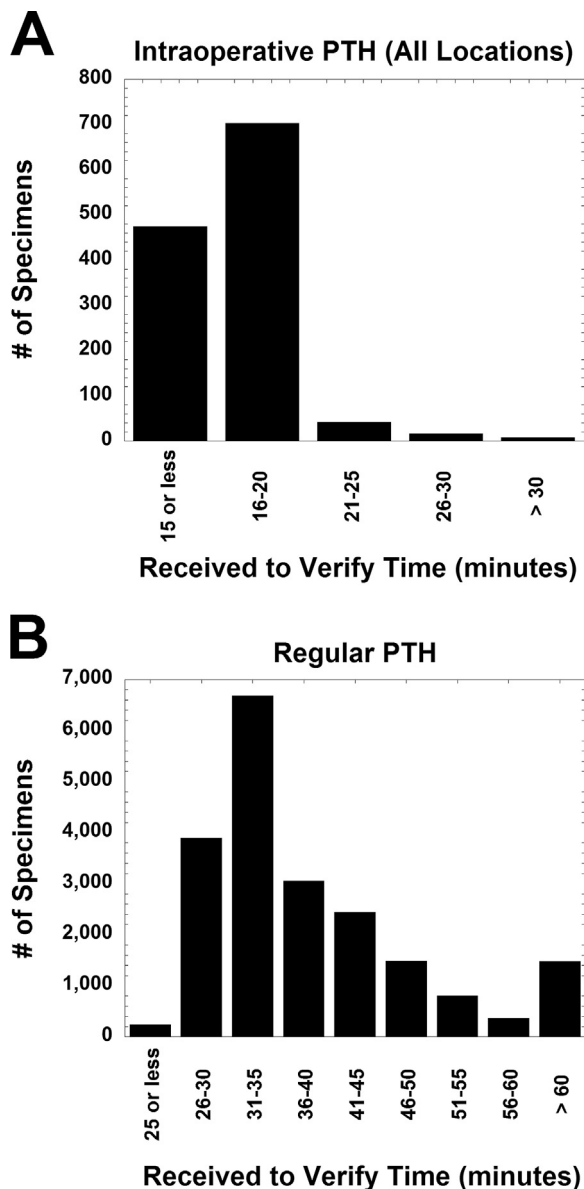 A
Intraoperative PTH (All Locations)
# of Specimens
800
700
600
500
400
300
200
100
0
15 or less
16-20
21-25
26-30
> 30
Received to Verify Time (minutes)
B
Regular PTH
# of Specimens
7,000
6,000
5,000
4,000
3,000
2,000
1,000
0
25 or less
26-30
31-35
36-40
41-45
46-50
51-55
56-60
> 60
Received to Verify Time (minutes)